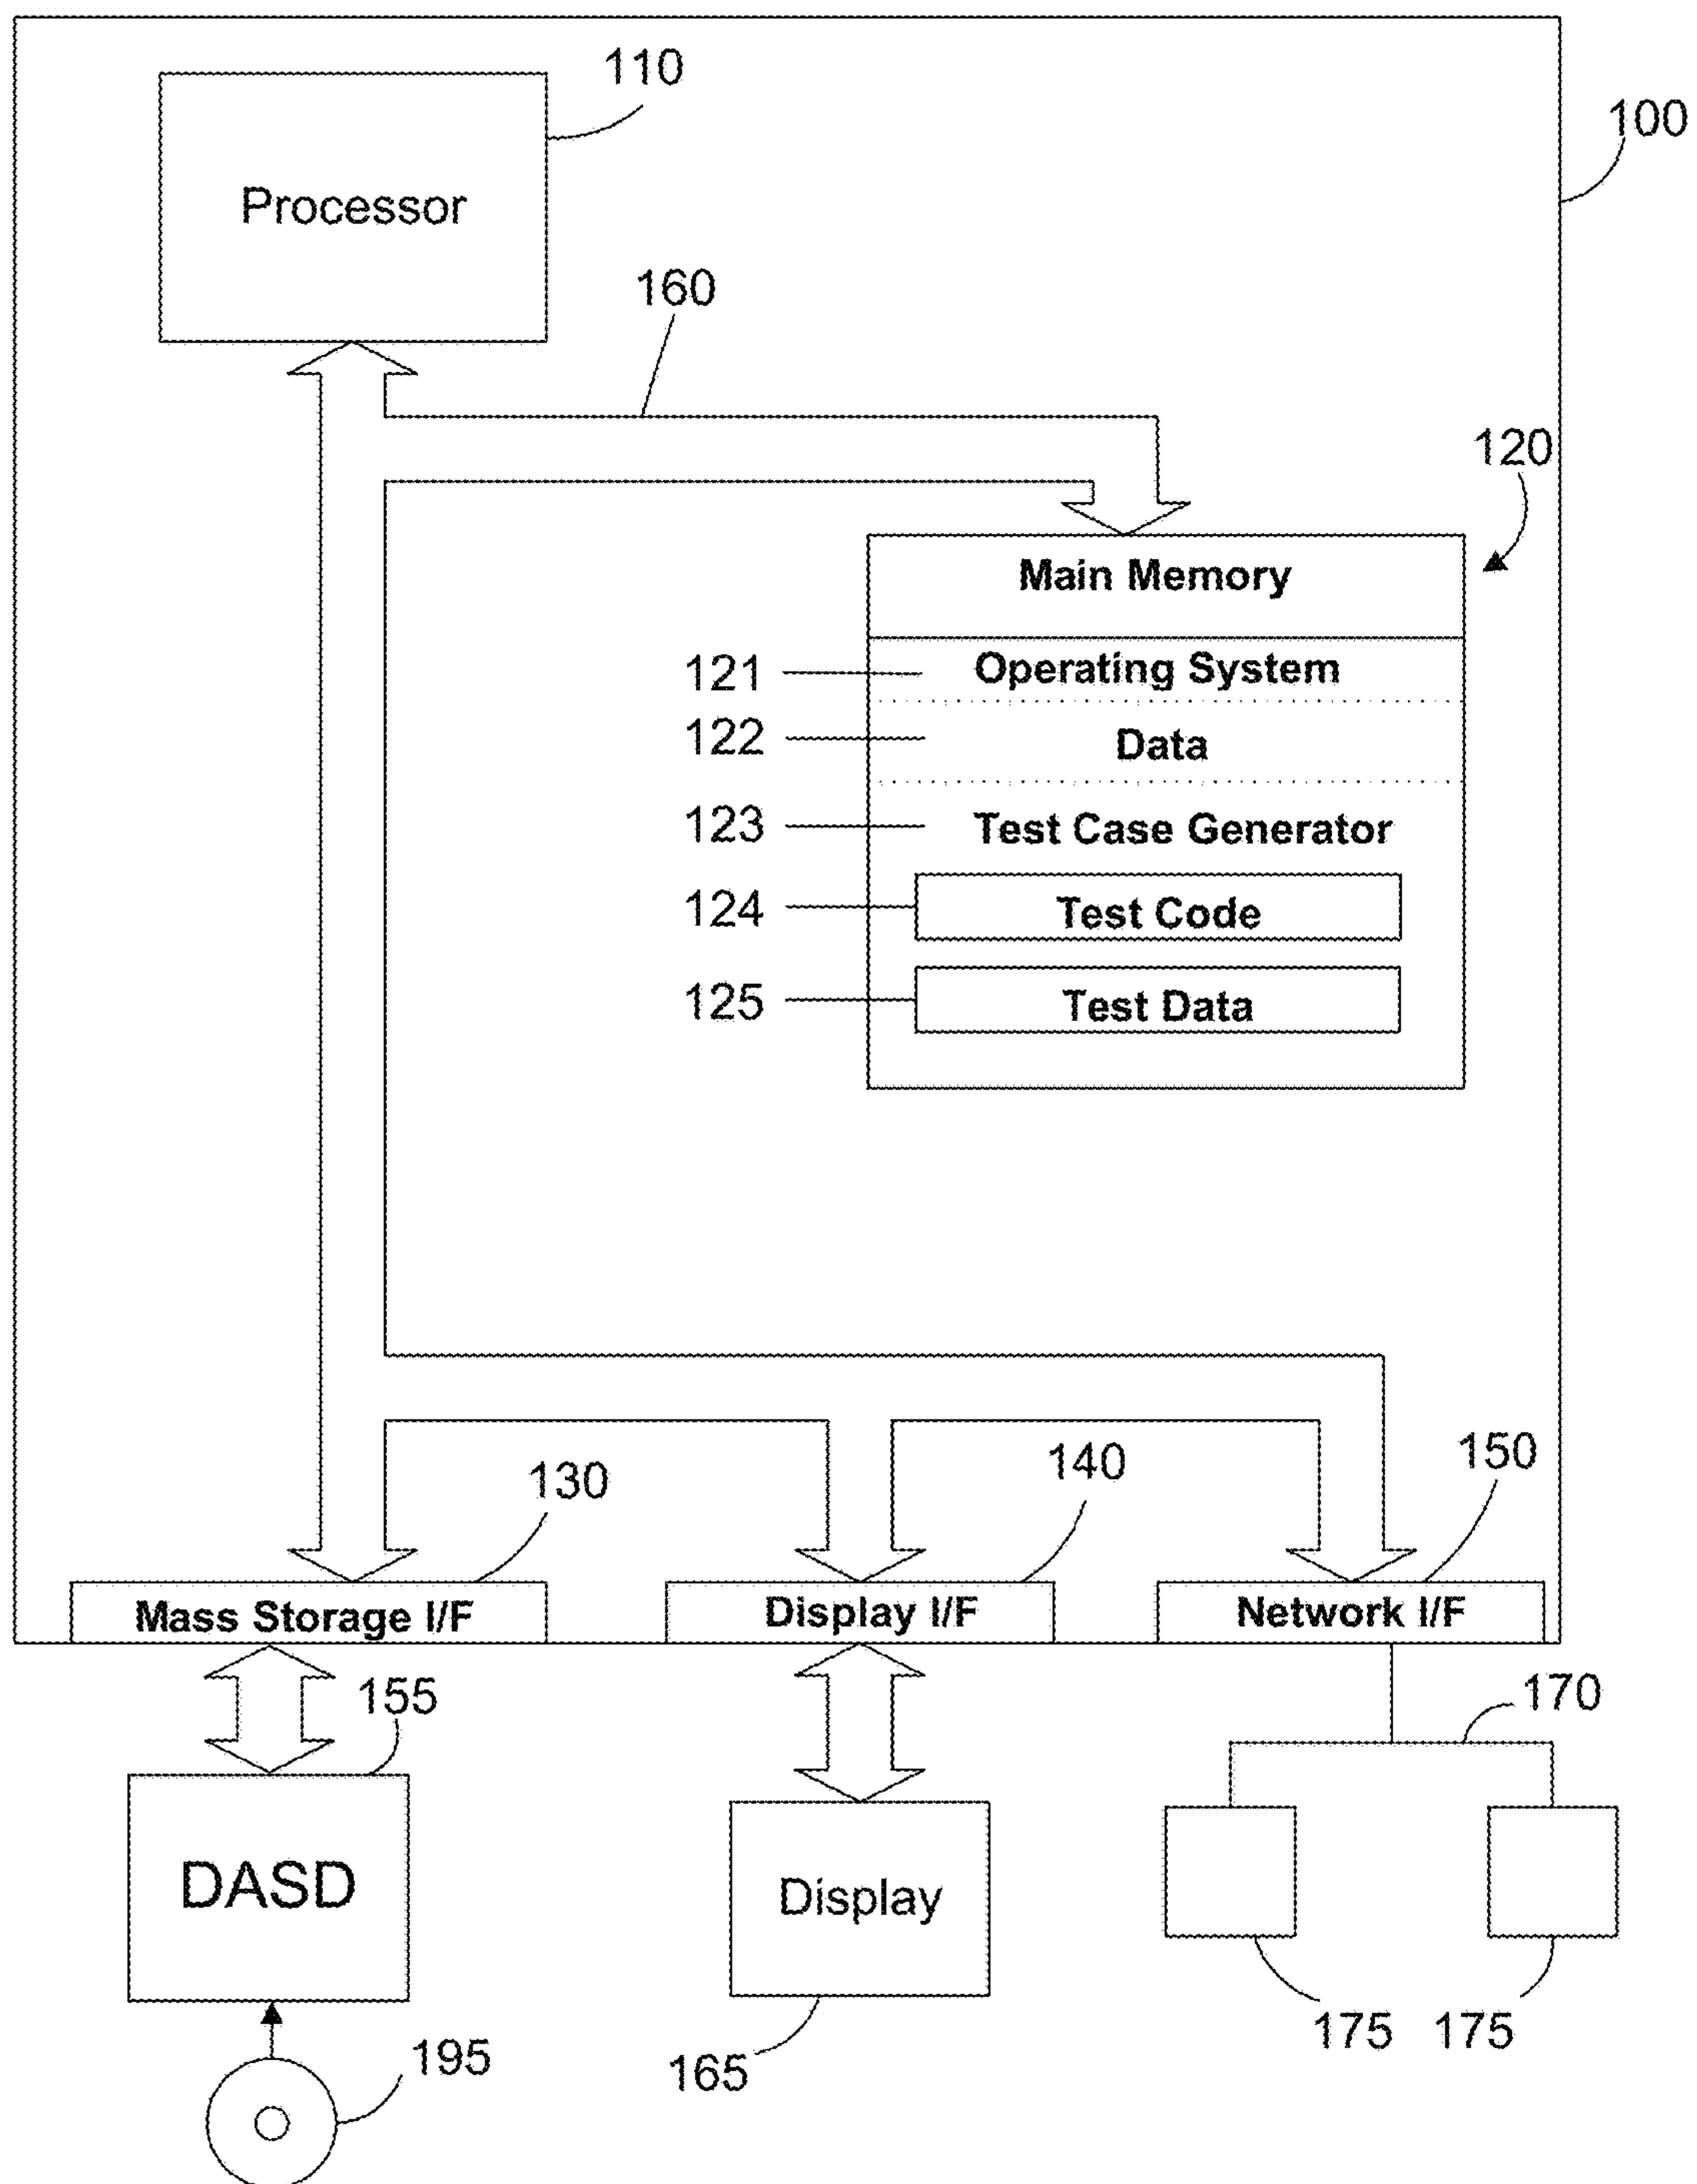 110
100
Processor
160
120
Main Memory
121
Operating System
122
Data
123
Test Case Generator
124
Test Code
125
Test Data
130
140
150
Mass Storage I/F
Display I/F
Network I/F
155
170
DASD
Display
175
175
195
165